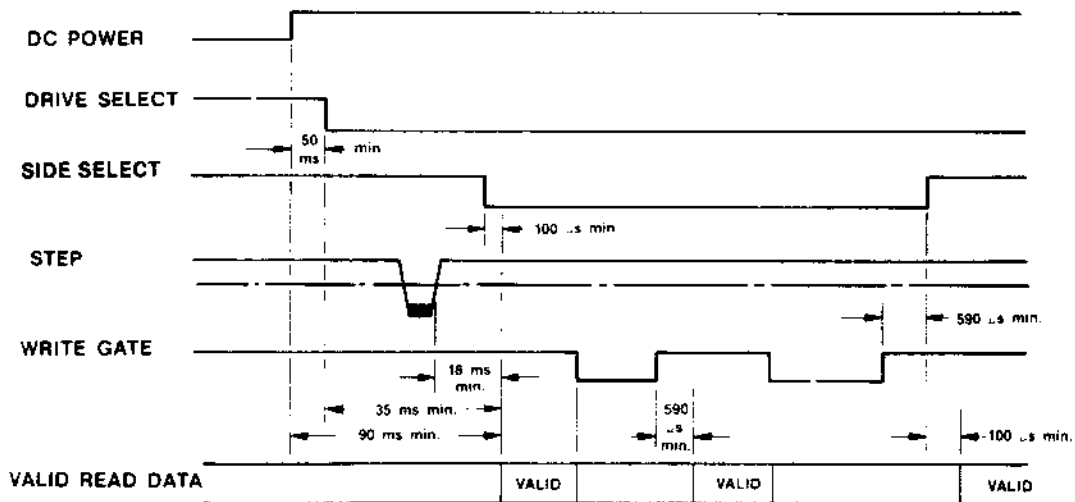 DC POWER
DRIVE SELECT
50
ms
min
SIDE SELECT
100 µs min
STEP
590 µs min.
WRITE GATE
18 ms
min.
35 ms min.
590
µs
min.
90 ms min.
100 µs min.
VALID READ DATA
VALID
VALID
VALID